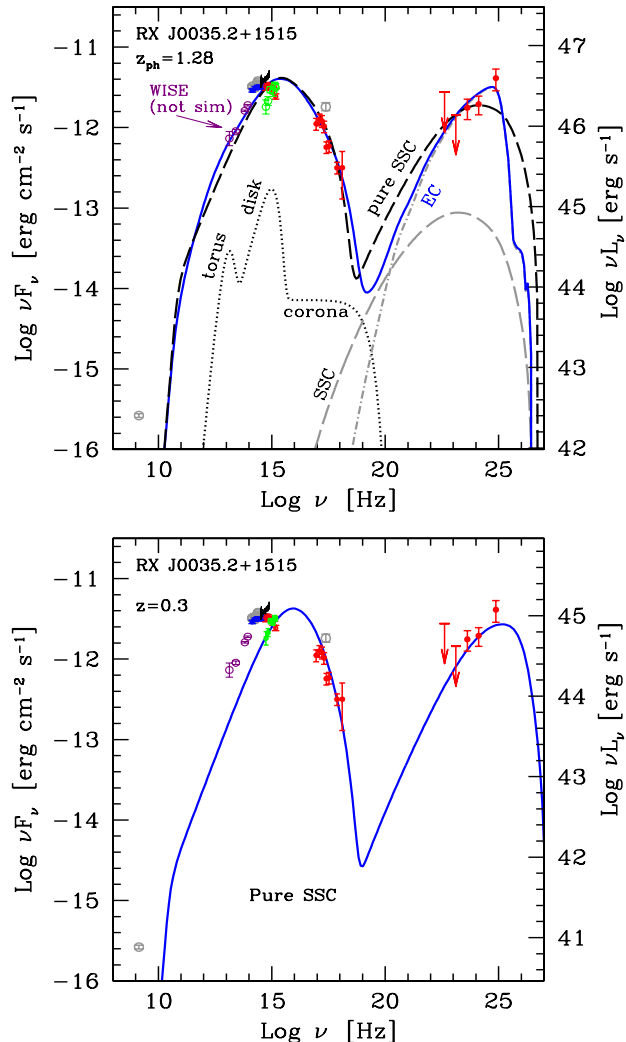 RX J0035.2+1515
z_ph=1.28
WISE
(not sim)
torus
disk
corona
SSC
pure SSC
EC
-11
-12
-13
-14
-15
-16
47
46
45
44
43
42
10
15
20
25
Log νF_ν [erg cm⁻² s⁻¹]
Log νL_ν [erg s⁻¹]
Log ν [Hz]
RX J0035.2+1515
z=0.3
Pure SSC
-11
-12
-13
-14
-15
-16
45
44
43
42
41
10
15
20
25
Log νF_ν [erg cm⁻² s⁻¹]
Log νL_ν [erg s⁻¹]
Log ν [Hz]